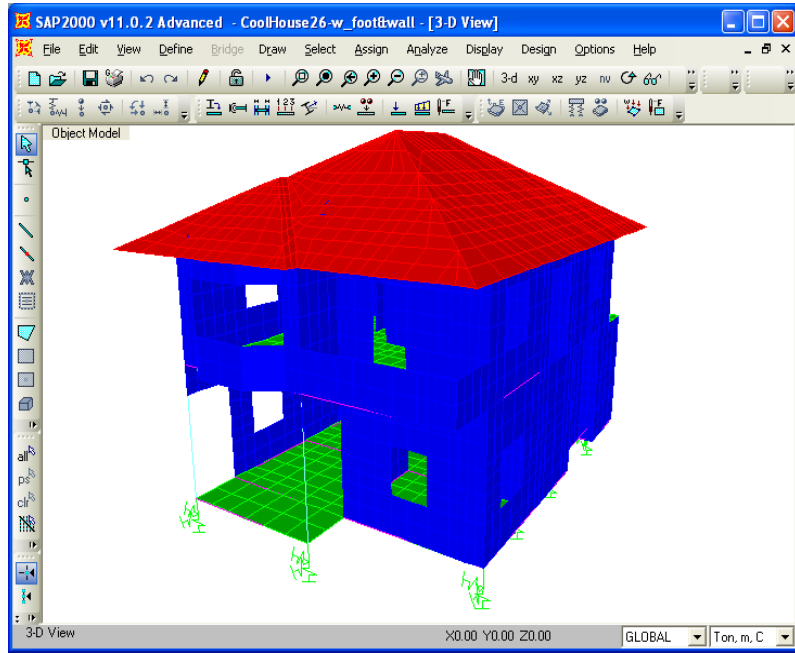 SAP2000 v11.0.2 Advanced - CoolHouse26-w_foot&wall - [3-D View]
File Edit View Define Bridge Draw Select Assign Analyze Display Design Options Help
3-d xy xz yz nv
Object Model
all
ps
clr
3-D View X0.00 Y0.00 Z0.00 GLOBAL Ton, m, C